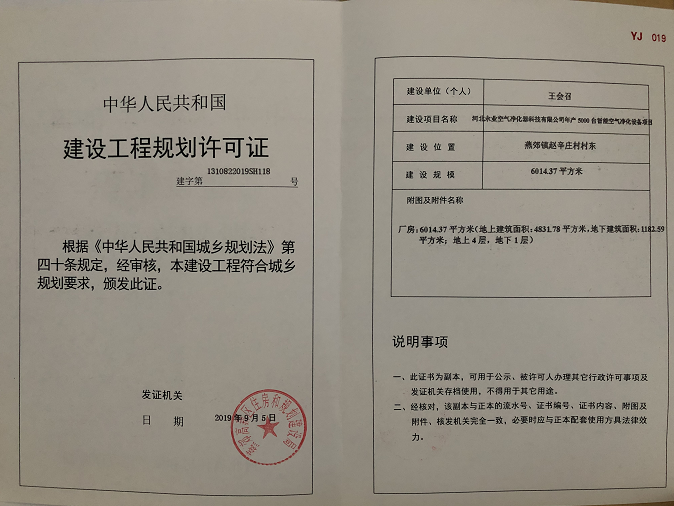 中华人民共和国
建设工程规划许可证
建字第 1310822019SH118 号
根据《中华人民共和国城乡规划法》第
四十条规定，经审核，本建设工程符合城乡
规划要求，颁发此证。
发证机关
日 期 2019年9月5日
YJ 019
建设单位（个人） 王会召
建设项目名称 河北永业空气净化器科技有限公司年产5000台智能空气净化设备项目
建设位置 燕郊镇赵辛庄村村东
建设规模 6014.37平方米
附图及附件名称
厂房：6014.37平方米（地上建筑面积：4831.78平方米，地下建筑面积：1182.59
平方米；地上4层，地下1层）
说明事项
一、此证书为副本，可用于公示、被许可人办理其它行政许可事项及
发证机关存档使用，不得用于其它用途。
二、经核对，该副本与正本的流水号、证书编号、证书内容、附图及
附件、核发机关完全一致，必要时应与正本配套使用方具法律效
力。